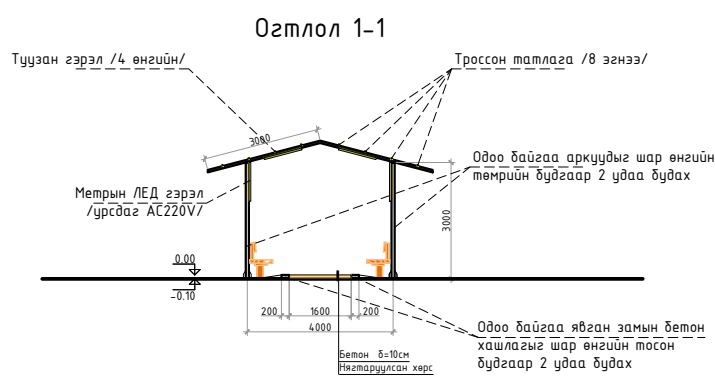 Огтлол 1-1
Туузан гэрэл /4 өнгийн/
Троссон татлага /8 эгнээ/
3000
Одоо байгаа аркуудыг шар өнгийн
төмрийн будгаар 2 удаа будах
Метрын ЛЕД гэрэл
/урсдаг AC220V/
3000
0.00
-0.10
200
1600
200
4000
Одоо байгаа явган замын бетон
хашлагыг шар өнгийн тосон
будгаар 2 удаа будах
Бетон δ=10см
Нягтаруулсан хөрс